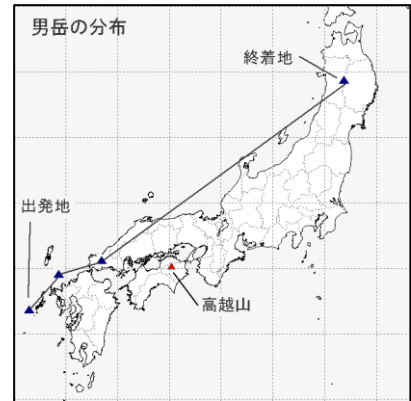 男岳の分布
終着地
出発地
高越山